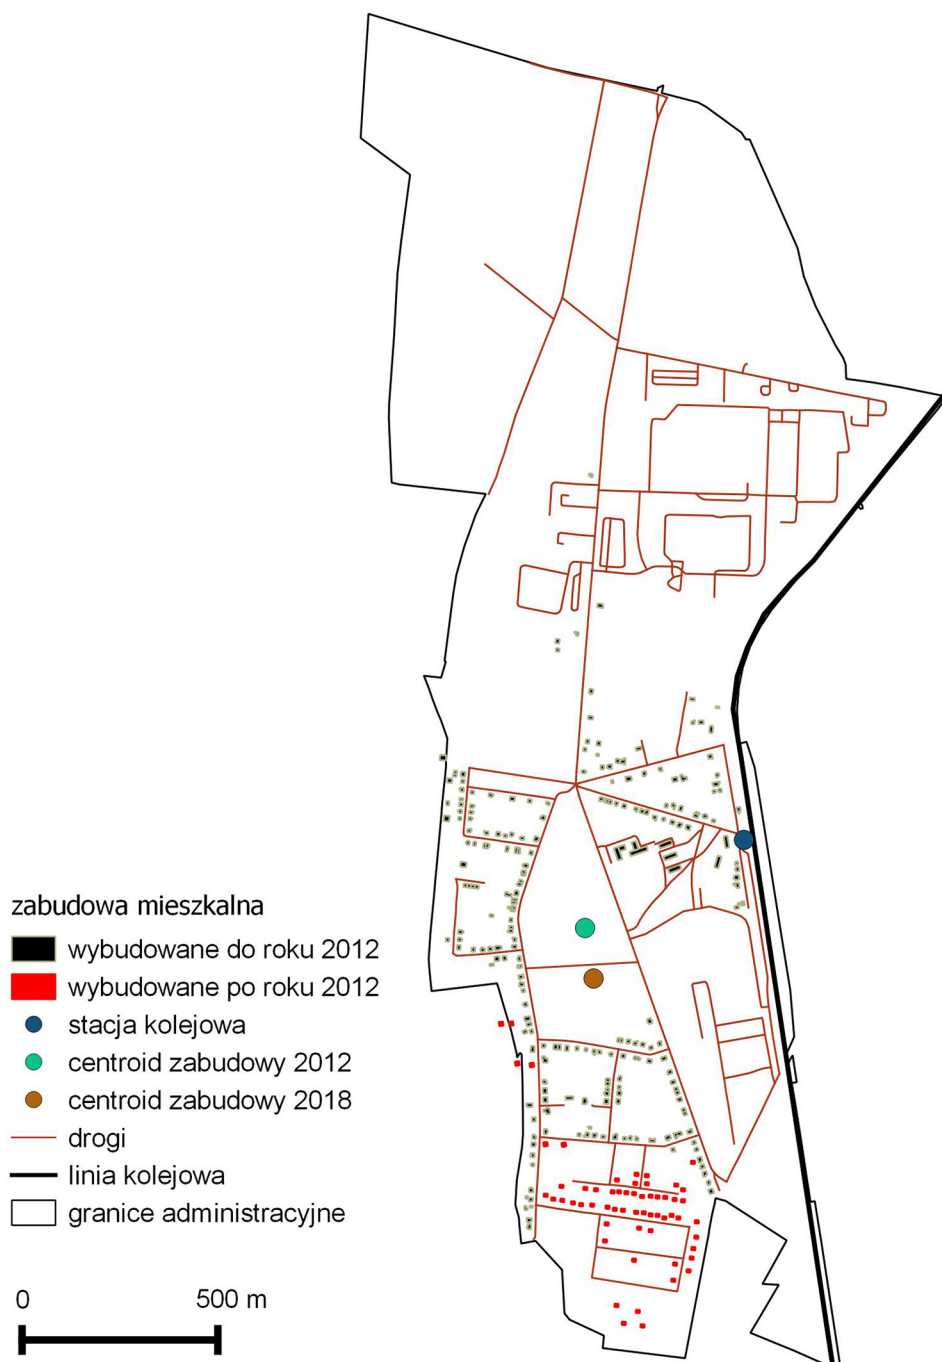 zabudowa mieszkalna
wybudowane do roku 2012
wybudowane po roku 2012
stacja kolejowa
centroid zabudowy 2012
centroid zabudowy 2018
drogi
linia kolejowa
granice administracyjne
0 500 m